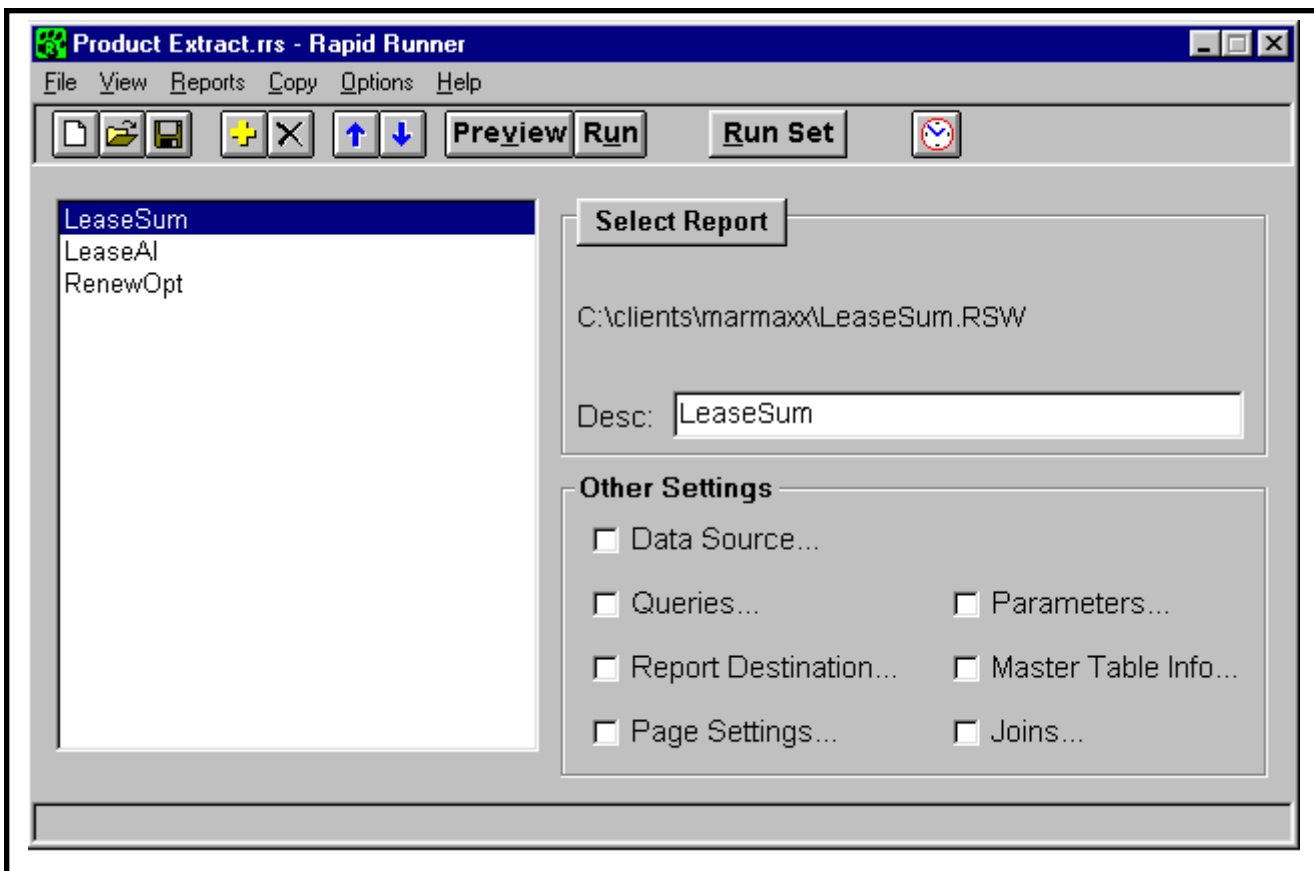 Product Extract.rrs - Rapid Runner
File View Reports Copy Options Help
Preview Run Run Set
LeaseSum
LeaseAl
RenewOpt
Select Report
C:\clients\marmaxx\LeaseSum.RSW
Desc: LeaseSum
Other Settings
Data Source...
Queries... Parameters...
Report Destination... Master Table Info...
Page Settings... Joins...